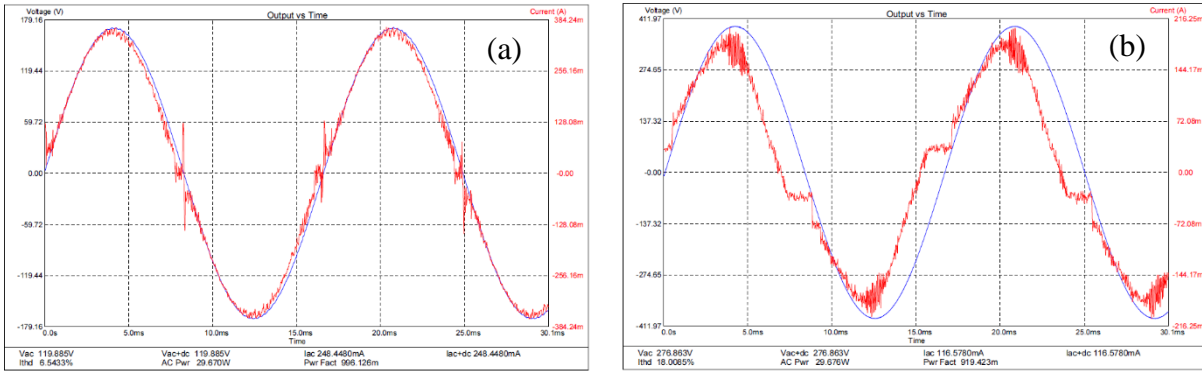 Voltage (V) Output vs Time Current (A)
179.16 384.24m
(a)
119.44 256.16m
59.72 128.08m
-0.00 -0.00
-59.72 -128.08m
-119.44 -256.16m
-179.16 -384.24m
0.0s 5.0ms 10.0ms 15.0ms 20.0ms 25.0ms 30.1ms
Time
Vac 119.885V Vac+dc 119.885V Iac 248.4480mA Iac+dc 248.4480mA
Ithd 6.5433% AC Pwr 29.670W Pwr Fact 996.126m
Voltage (V) Output vs Time Current (A)
411.97 216.25m
(b)
274.65 144.17m
137.32 72.08m
-0.00 0.00
-137.32 -72.08m
-274.65 -144.17m
-411.97 -216.25m
0.0s 5.0ms 10.0ms 15.0ms 20.0ms 25.0ms 30.1ms
Time
Vac 276.863V Vac+dc 276.863V Iac 116.5780mA Iac+dc 116.5780mA
Ithd 18.0085% AC Pwr 29.676W Pwr Fact 919.423m